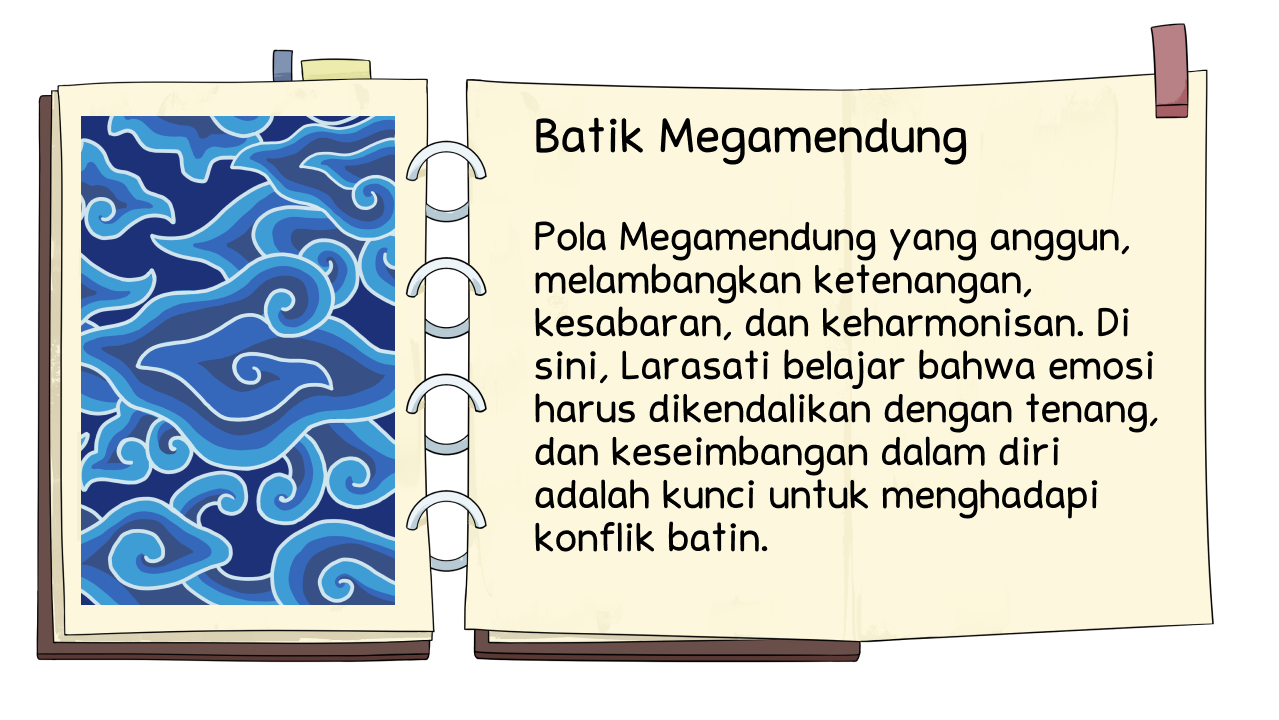 Batik Megamendung
Pola Megamendung yang anggun,
melambangkan ketenangan,
kesabaran, dan keharmonisan. Di
sini, Larasati belajar bahwa emosi
harus dikendalikan dengan tenang,
dan keseimbangan dalam diri
adalah kunci untuk menghadapi
konflik batin.